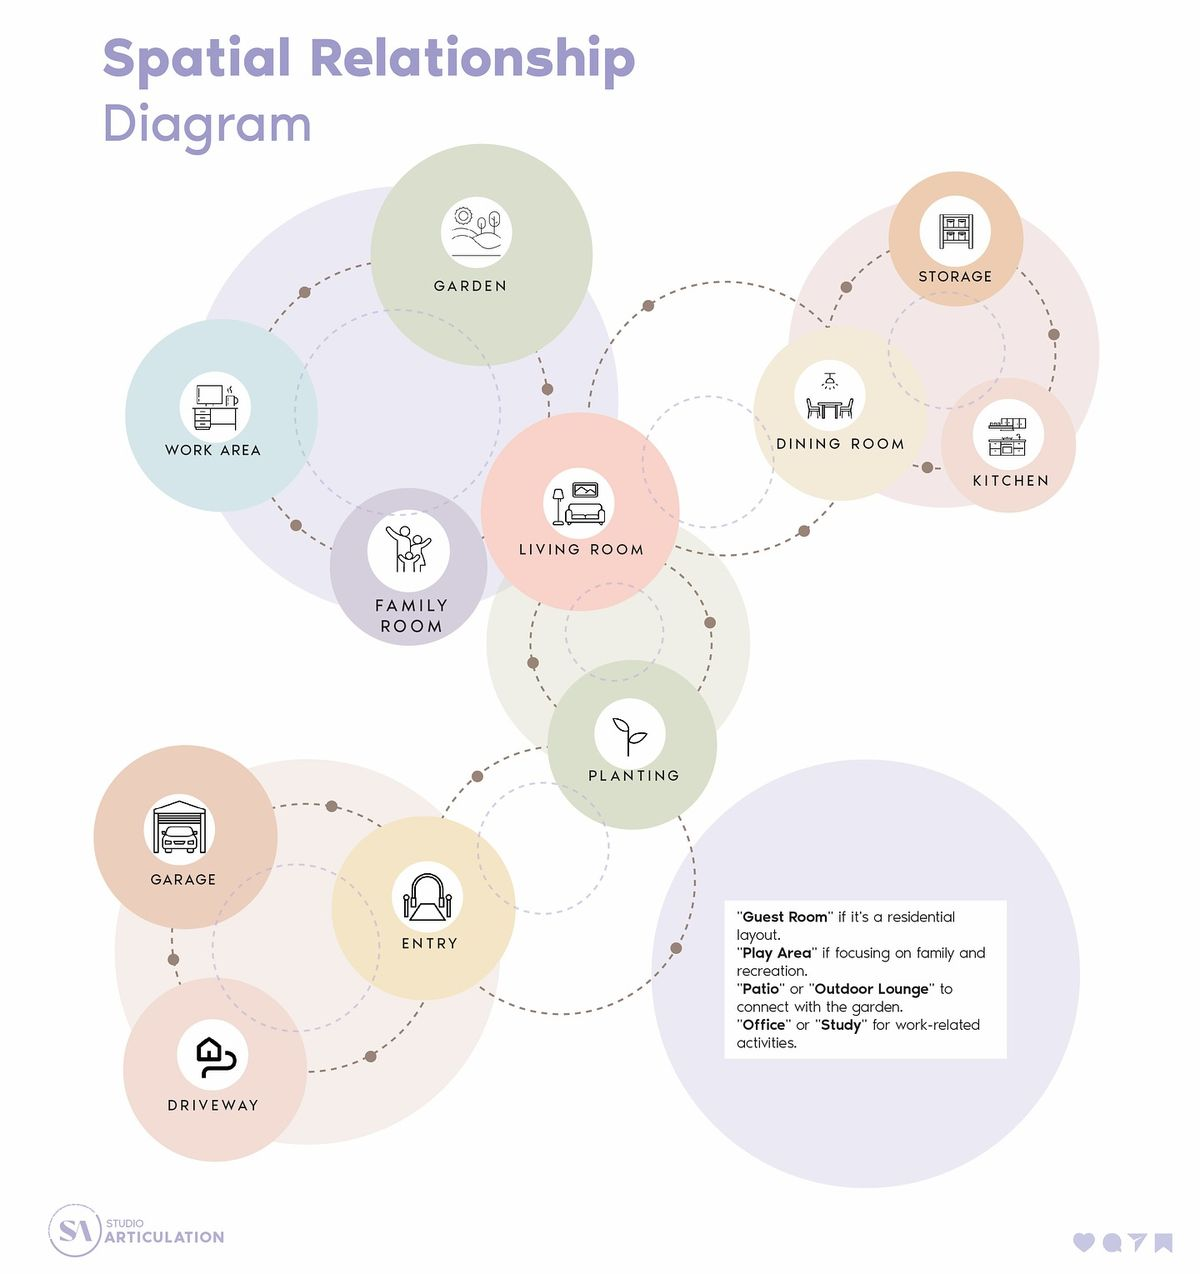 Spatial Relationship
Diagram
GARDEN
STORAGE
WORK AREA
DINING ROOM
KITCHEN
LIVING ROOM
FAMILY
ROOM
PLANTING
GARAGE
ENTRY
DRIVEWAY
"Guest Room" if it's a residential
layout.
"Play Area" if focusing on family and
recreation.
"Patio" or "Outdoor Lounge" to
connect with the garden.
"Office" or "Study" for work-related
activities.
SA
STUDIO
ARTICULATION